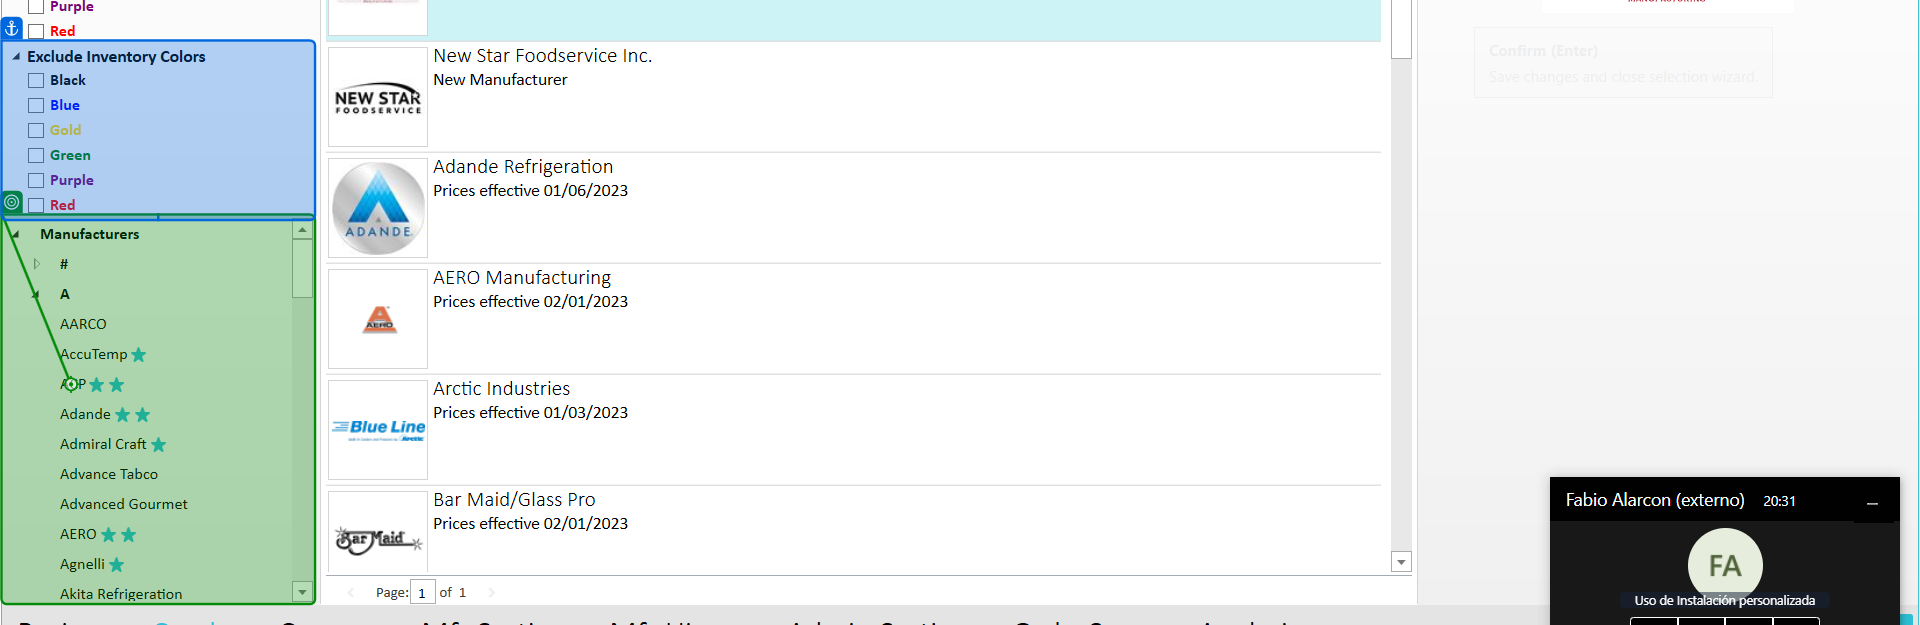 Purple
Red
Exclude Inventory Colors
Black
Blue
Gold
Green
Purple
Red
Manufacturers
#
A
AARCO
AccuTemp
Adande
Admiral Craft
Advance Tabco
Advanced Gourmet
AERO
Agnelli
Akita Refrigeration
NEW STAR
FOODSERVICE
New Star Foodservice Inc.
New Manufacturer
ADANDE
Adande Refrigeration
Prices effective 01/06/2023
AERO
AERO Manufacturing
Prices effective 02/01/2023
Blue Line
Arctic Industries
Prices effective 01/03/2023
Bar Maid
Bar Maid/Glass Pro
Prices effective 02/01/2023
Page: 1 of 1
Confirm (Enter)
Save changes and close selection wizard.
Fabio Alarcon (externo) 20:31
FA
Uso de Instalación personalizada